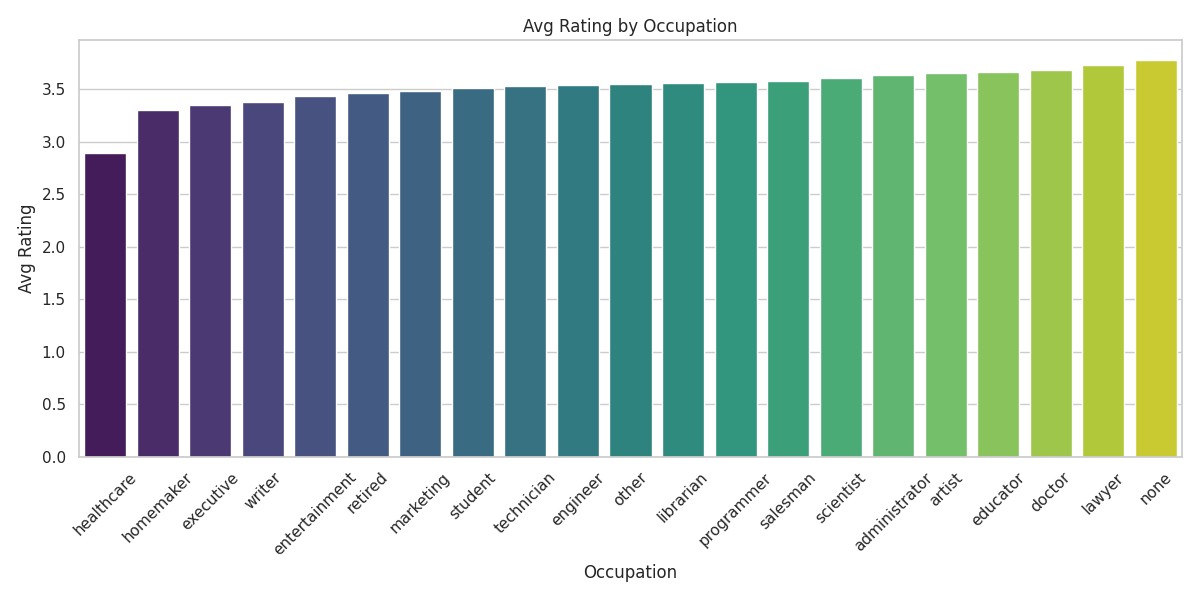 Avg Rating by Occupation
Avg Rating
3.5
3.0
2.5
2.0
1.5
1.0
0.5
0.0
healthcare
homemaker
executive
writer
entertainment
retired
marketing
student
technician
engineer
other
librarian
programmer
salesman
scientist
administrator
artist
educator
doctor
lawyer
none
Occupation